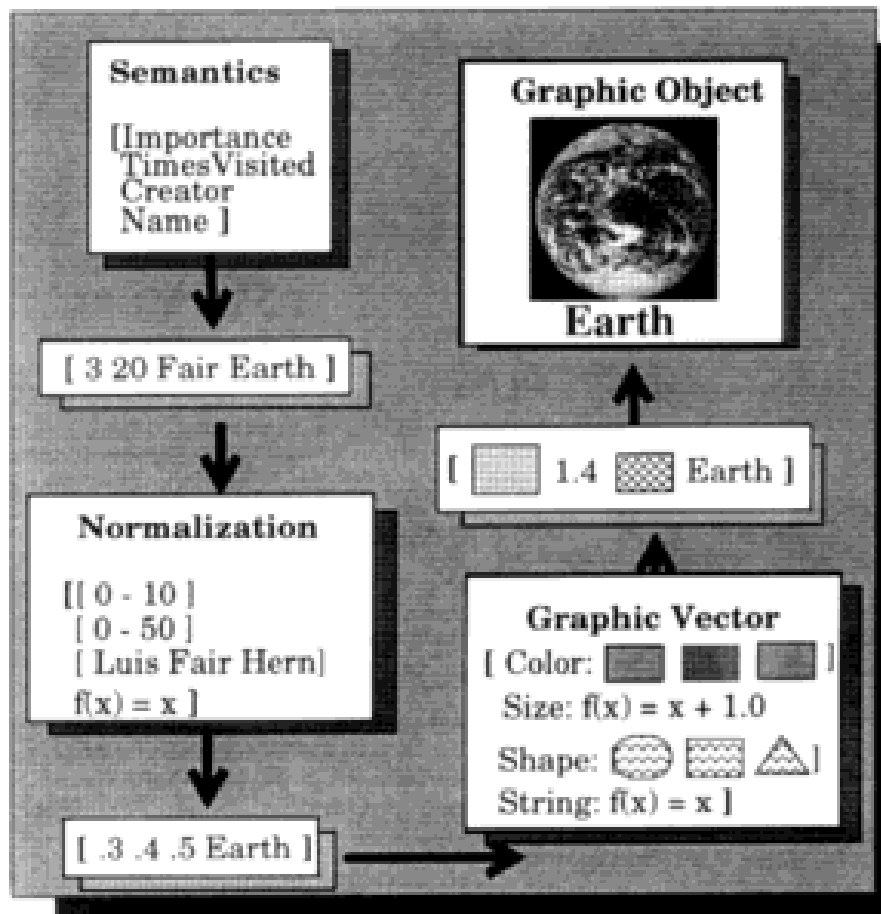 Semantics
[Importance
TimesVisited
Creator
Name ]
[ 3 20 Fair Earth ]
Normalization
[[ 0 - 10 ]
[ 0 - 50 ]
[ Luis Fair Hern]
f(x) = x ]
[ .3 .4 .5 Earth ]
Graphic Vector
[ Color: ]
Size: f(x) = x + 1.0
Shape: ]
String: f(x) = x ]
[ 1.4 Earth ]
Graphic Object
Earth